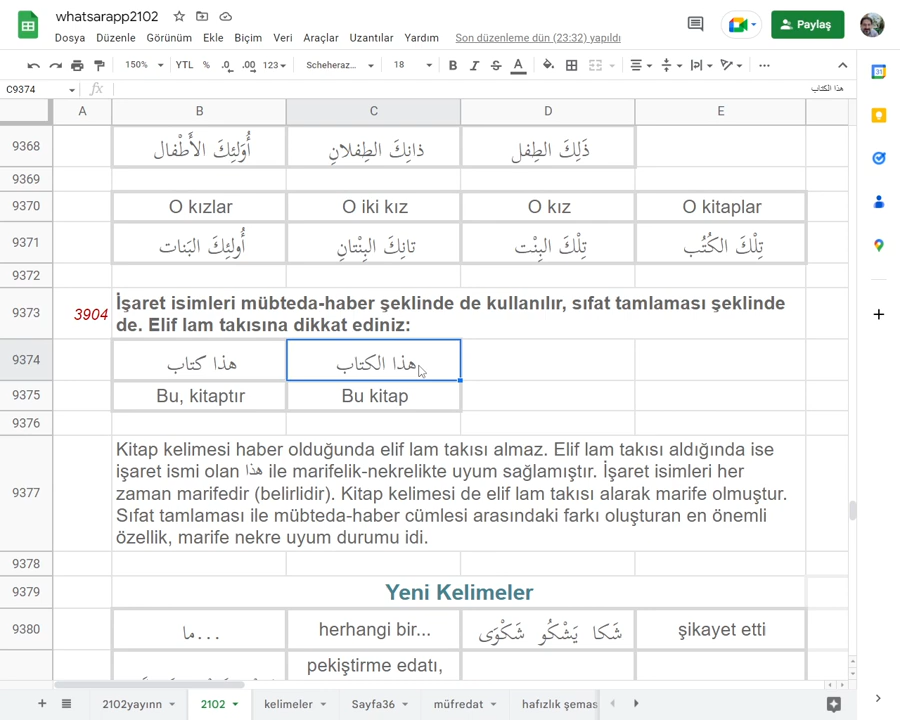 whatsarapp2102
Dosya Düzenle Görünüm Ekle Biçim Veri Araçlar Uzantılar Yardım Son düzenleme dün (23:32) yapıldı
Paylaş
150% YTL % .0 .00 123 Scheheraz... 18 B I S A
C9374 fx هذا الكتاب
A B C D E
9368 أُوَلئِكَ الأَطْفال ذانِكَ الطِفلانِ ذَلِكَ الطِفل
9369
9370 O kızlar O iki kız O kız O kitaplar
9371 أُولئِكَ البَنات تانِكَ البِنْتانِ تِلْكَ البِنْت تِلْكَ الكُتُب
9372
9373 3904 İşaret isimleri mübteda-haber şeklinde de kullanılır, sıfat tamlaması şeklinde
de. Elif lam takısına dikkat ediniz:
9374 هذا كتاب هذا الكتاب
9375 Bu, kitaptır Bu kitap
9376
Kitap kelimesi haber olduğunda elif lam takısı almaz. Elif lam takısı aldığında ise
işaret ismi olan هذا ile marifelik-nekrelikte uyum sağlamıştır. İşaret isimleri her
9377 zaman marifedir (belirlidir). Kitap kelimesi de elif lam takısı alarak marife olmuştur.
Sıfat tamlaması ile mübteda-haber cümlesi arasındaki farkı oluşturan en önemli
özellik, marife nekre uyum durumu idi.
9378
9379 Yeni Kelimeler
9380 ما... herhangi bir... شَكا يَشْكُو شَكْوَى şikayet etti
pekiştirme edatı,
2102yayınn 2102 kelimeler Sayfa36 müfredat hafızlık şemas